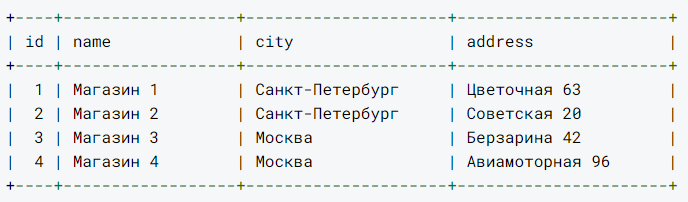 +----+------------------+--------------------+---------------------+
| id | name             | city               | address             |
+----+------------------+--------------------+---------------------+
|  1 | Магазин 1        | Санкт-Петербург    | Цветочная 63        |
|  2 | Магазин 2        | Санкт-Петербург    | Советская 20        |
|  3 | Магазин 3        | Москва             | Берзарина 42        |
|  4 | Магазин 4        | Москва             | Авиамоторная 96     |
+----+------------------+--------------------+---------------------+